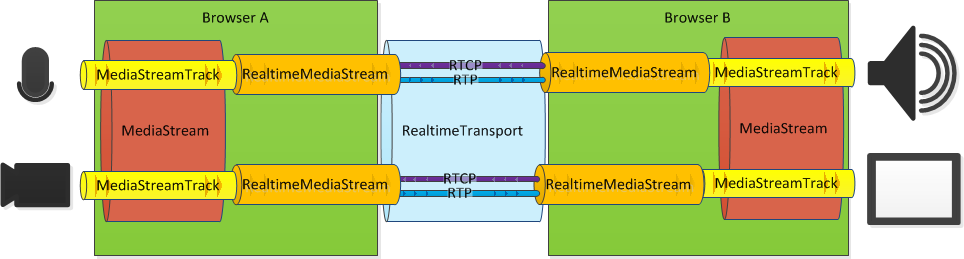 Browser A
Browser B
MediaStreamTrack
RealtimeMediaStream
RTCP
RTP
RealtimeMediaStream
MediaStreamTrack
MediaStream
RealtimeTransport
MediaStream
MediaStreamTrack
RealtimeMediaStream
RTCP
RTP
RealtimeMediaStream
MediaStreamTrack